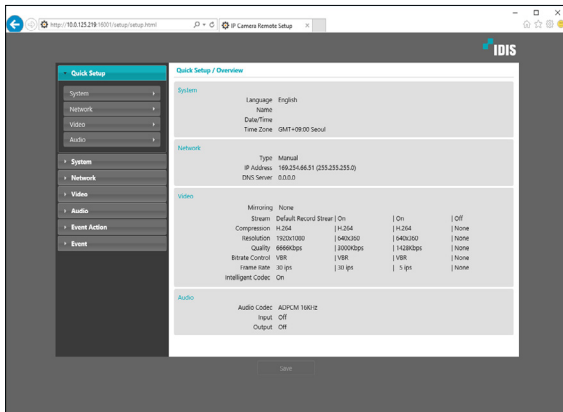 http://10.0.125.219:16001/setup/setup.html
IP Camera Remote Setup
IDIS
Quick Setup
System
Network
Video
Audio
System
Network
Video
Audio
Event Action
Event
Quick Setup / Overview
System
Language English
Name
Date/Time
Time Zone GMT+09:00 Seoul
Network
Type Manual
IP Address 169.254.66.51 (255.255.255.0)
DNS Server 0.0.0.0
Video
Mirroring None
Stream Default Record Strear | On | On | Off
Compression H.264 | H.264 | H.264 | None
Resolution 1920x1080 | 640x360 | 640x360 | None
Quality 6666Kbps | 3000Kbps | 1428Kbps | None
Bitrate Control VBR | VBR | VBR | None
Frame Rate 30 ips | 30 ips | 5 ips | None
Intelligent Codec On
Audio
Audio Codec ADPCM 16KHz
Input Off
Output Off
Save